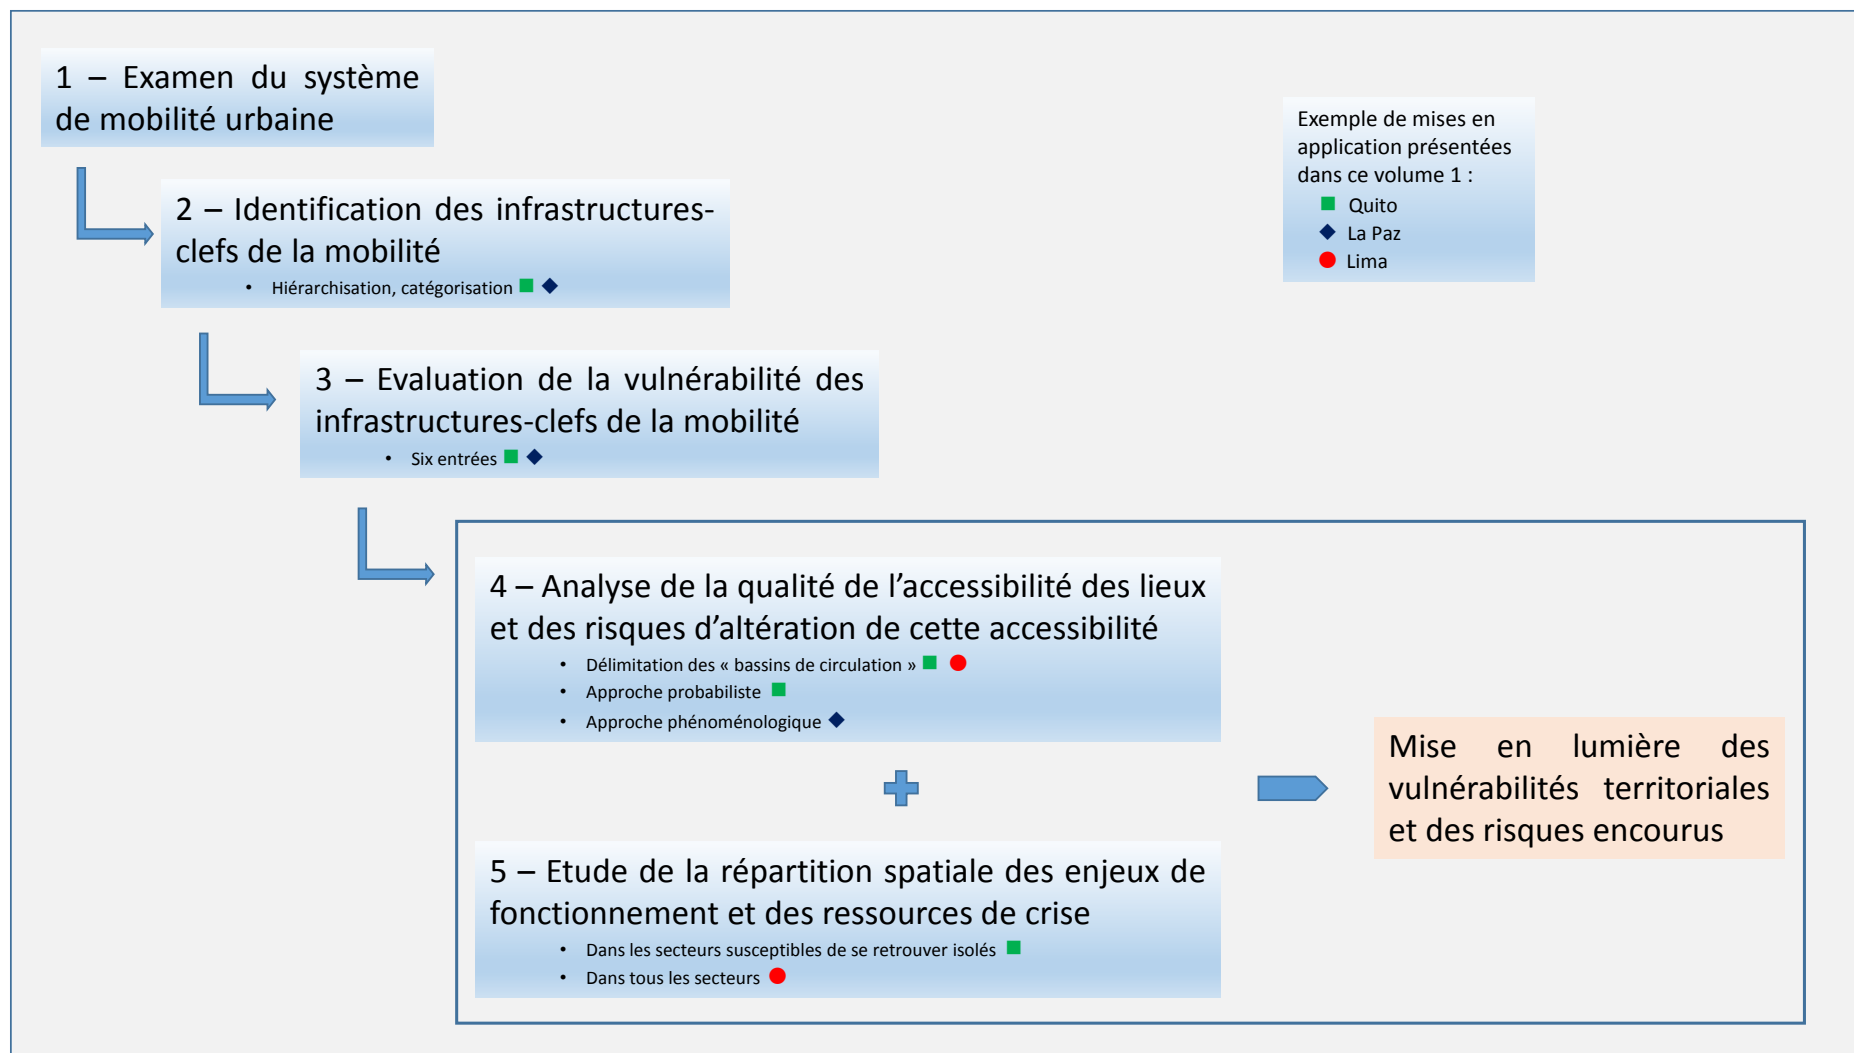 1 – Examen du système
de mobilité urbaine
Exemple de mises en
application présentées
dans ce volume 1 :
Quito
La Paz
Lima
2 – Identification des infrastructures-
clefs de la mobilité
• Hiérarchisation, catégorisation
3 – Evaluation de la vulnérabilité des
infrastructures-clefs de la mobilité
• Six entrées
4 – Analyse de la qualité de l’accessibilité des lieux
et des risques d’altération de cette accessibilité
• Délimitation des « bassins de circulation »
• Approche probabiliste
• Approche phénoménologique
Mise en lumière des
vulnérabilités territoriales
et des risques encourus
5 – Etude de la répartition spatiale des enjeux de
fonctionnement et des ressources de crise
• Dans les secteurs susceptibles de se retrouver isolés
• Dans tous les secteurs